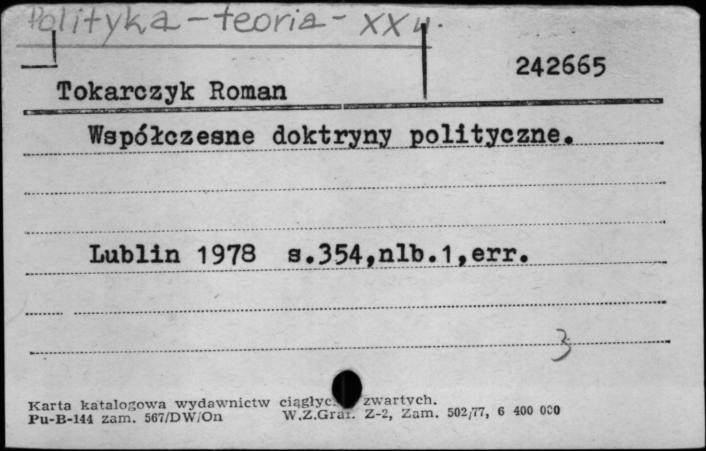 Polityka - teoria - XX w.
242665
Tokarczyk Roman
Współczesne doktryny polityczne.
Lublin 1978 s.354,nlb.1,err.
3
Karta katalogowa wydawnictw zwartych.
Pu-B-144 zam. 567/DW/On W.Z.Graf. Z-2, Zam. 502/77, 6 400 000